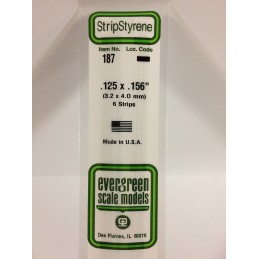 StripStyrene
Item No. Loc. Code
187
.125 x .156"
(3.2 x 4.0 mm)
6 Strips
Made in U.S.A.
evergreen
scale models
Des Plaines, IL 60016